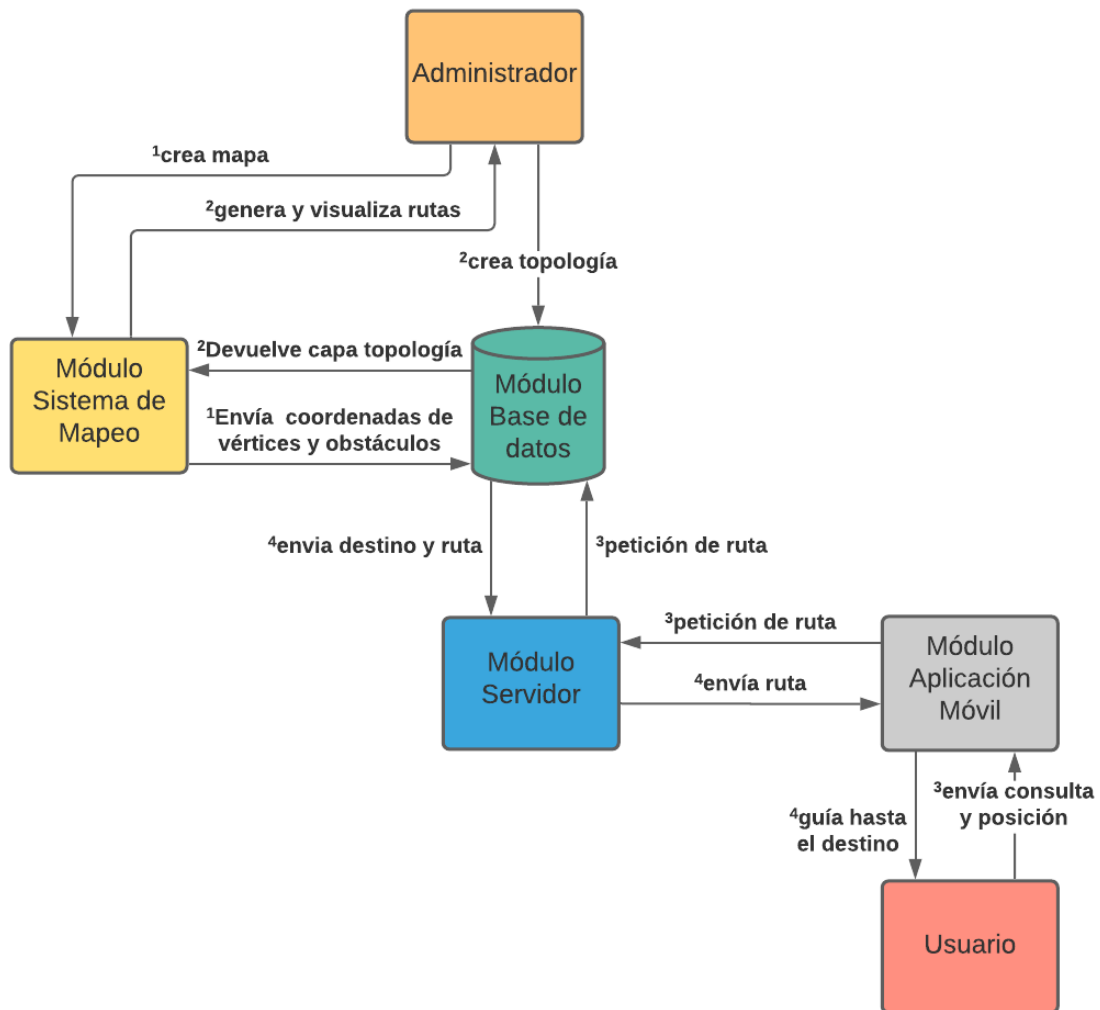 Administrador
¹crea mapa
²genera y visualiza rutas
²crea topología
²Devuelve capa topología
Módulo
Sistema de
Mapeo
¹Envía coordenadas de
vértices y obstáculos
Módulo
Base de
datos
⁴envia destino y ruta
³petición de ruta
³petición de ruta
Módulo
Servidor
⁴envía ruta
Módulo
Aplicación
Móvil
³envía consulta
y posición
⁴guía hasta
el destino
Usuario